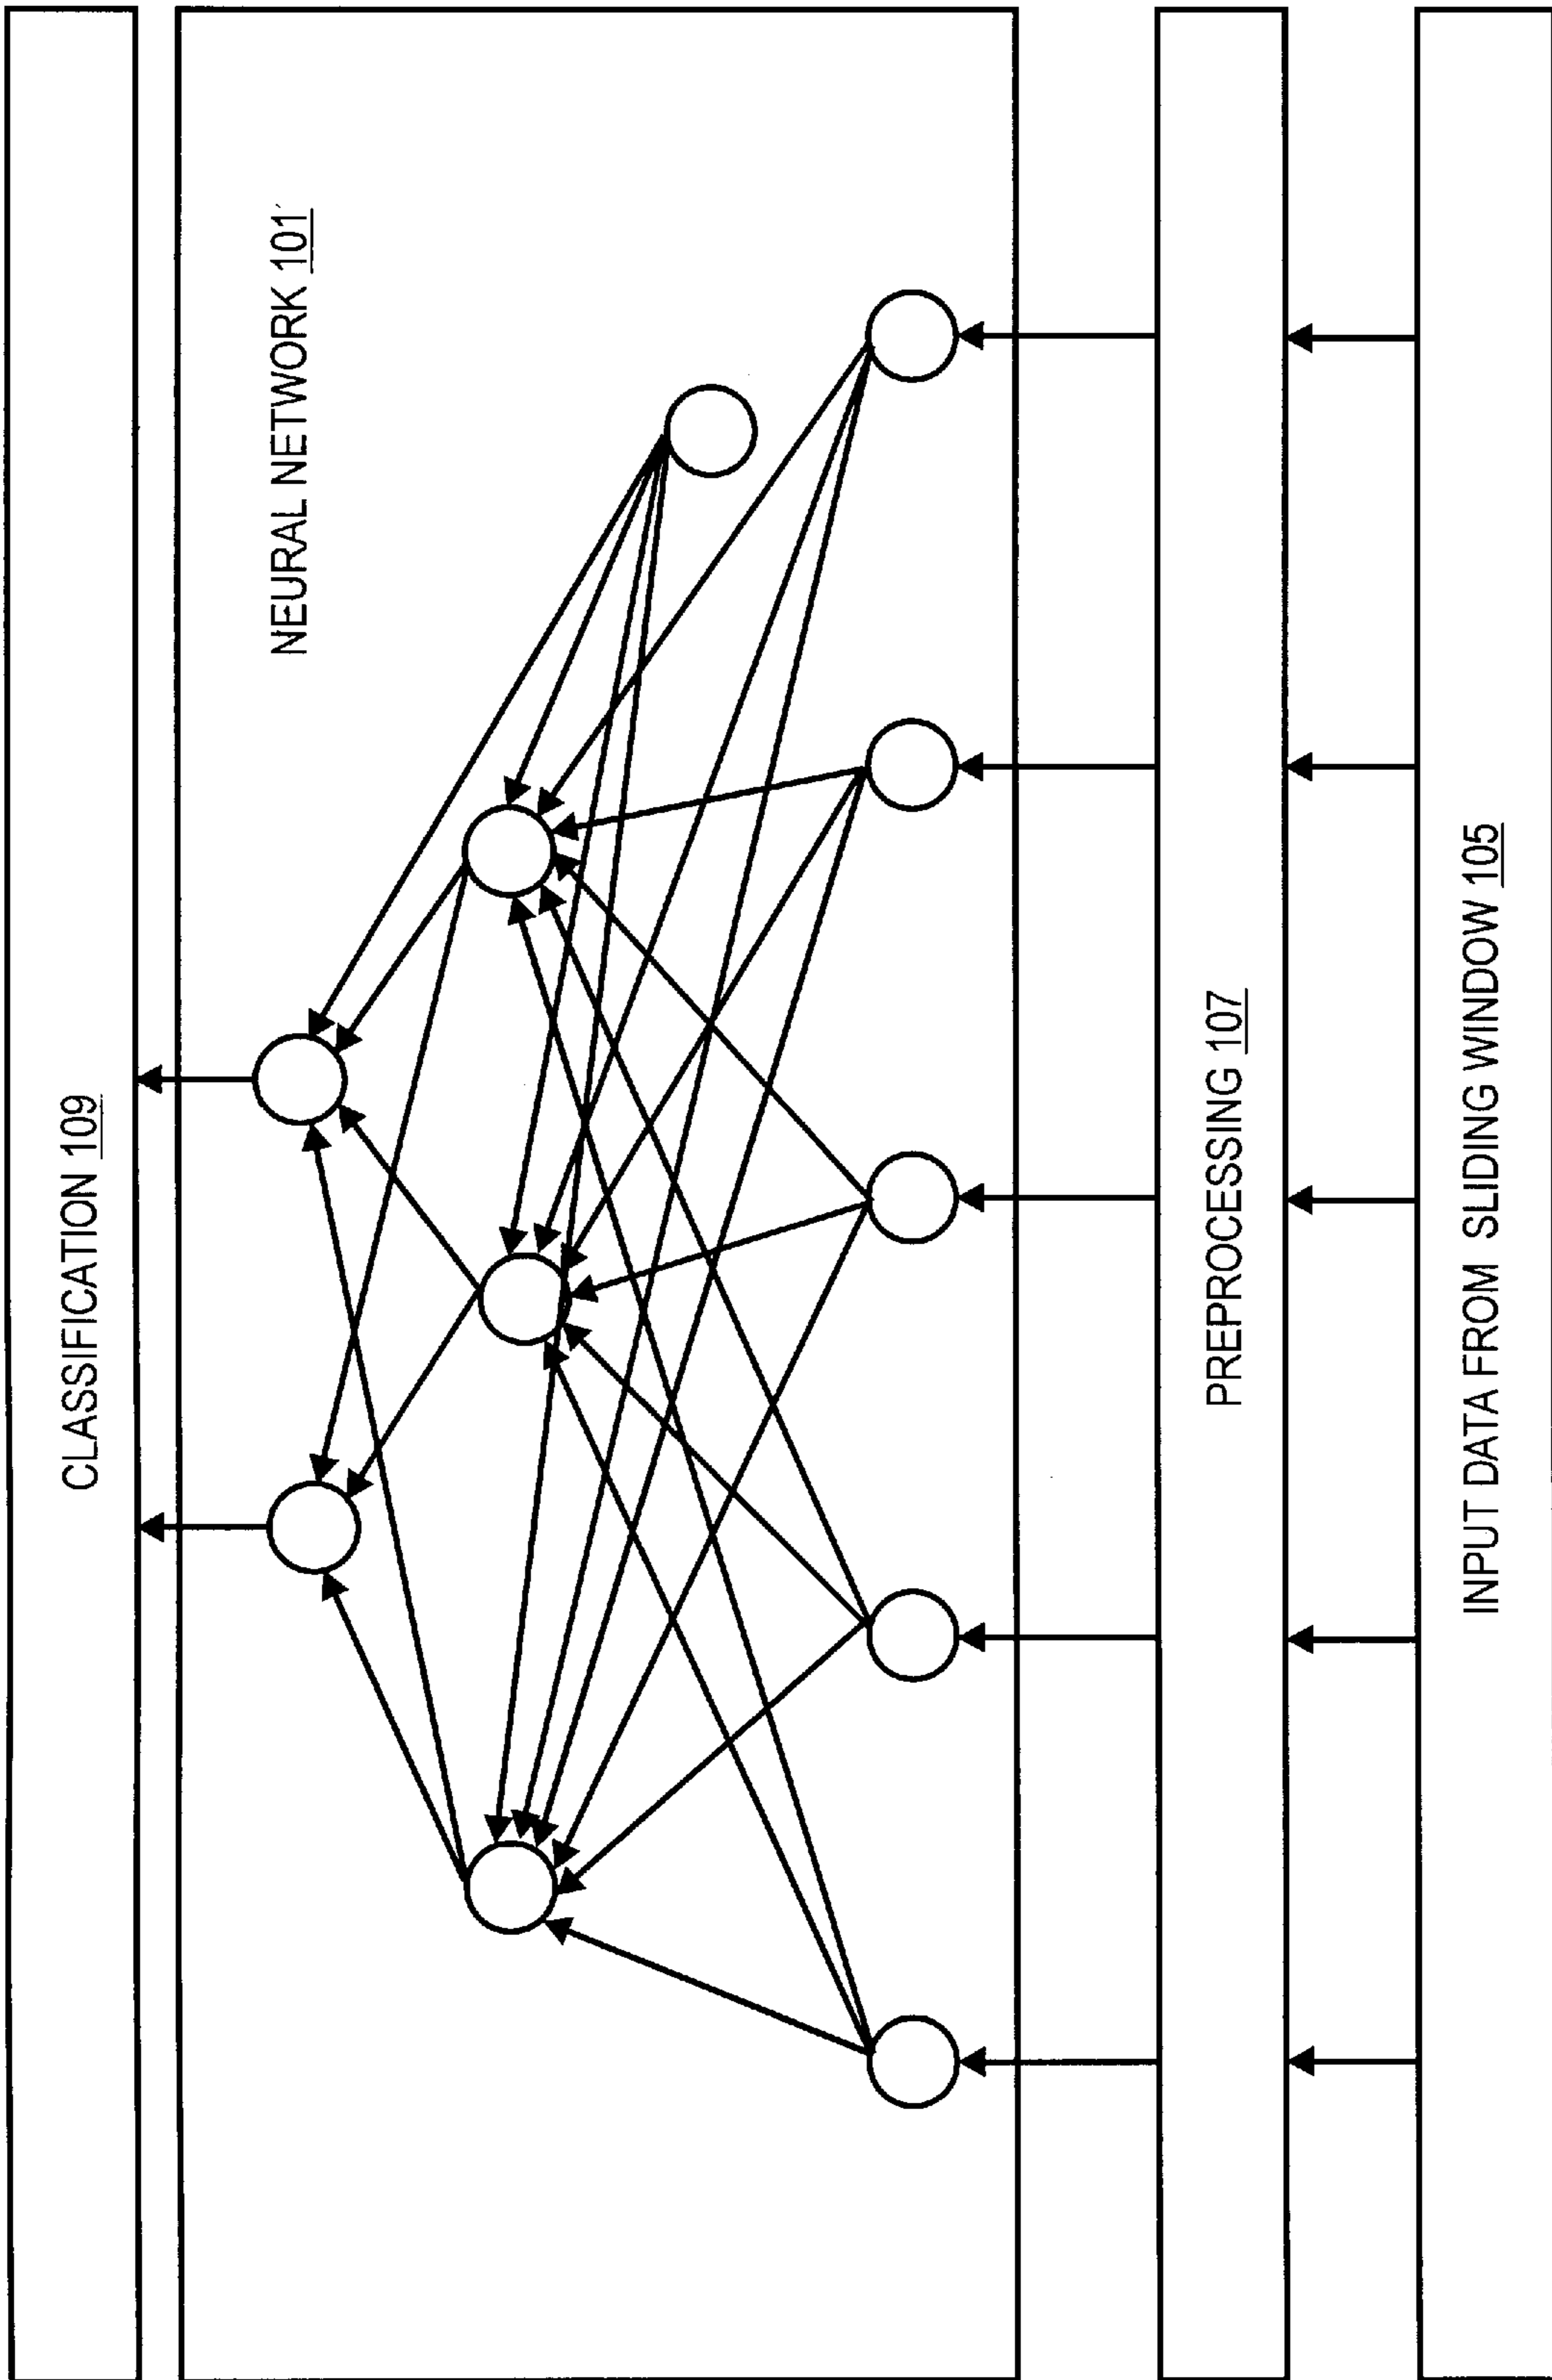 CLASSIFICATION 109
NEURAL NETWORK 101
PREPROCESSING 107
INPUT DATA FROM SLIDING WINDOW 105